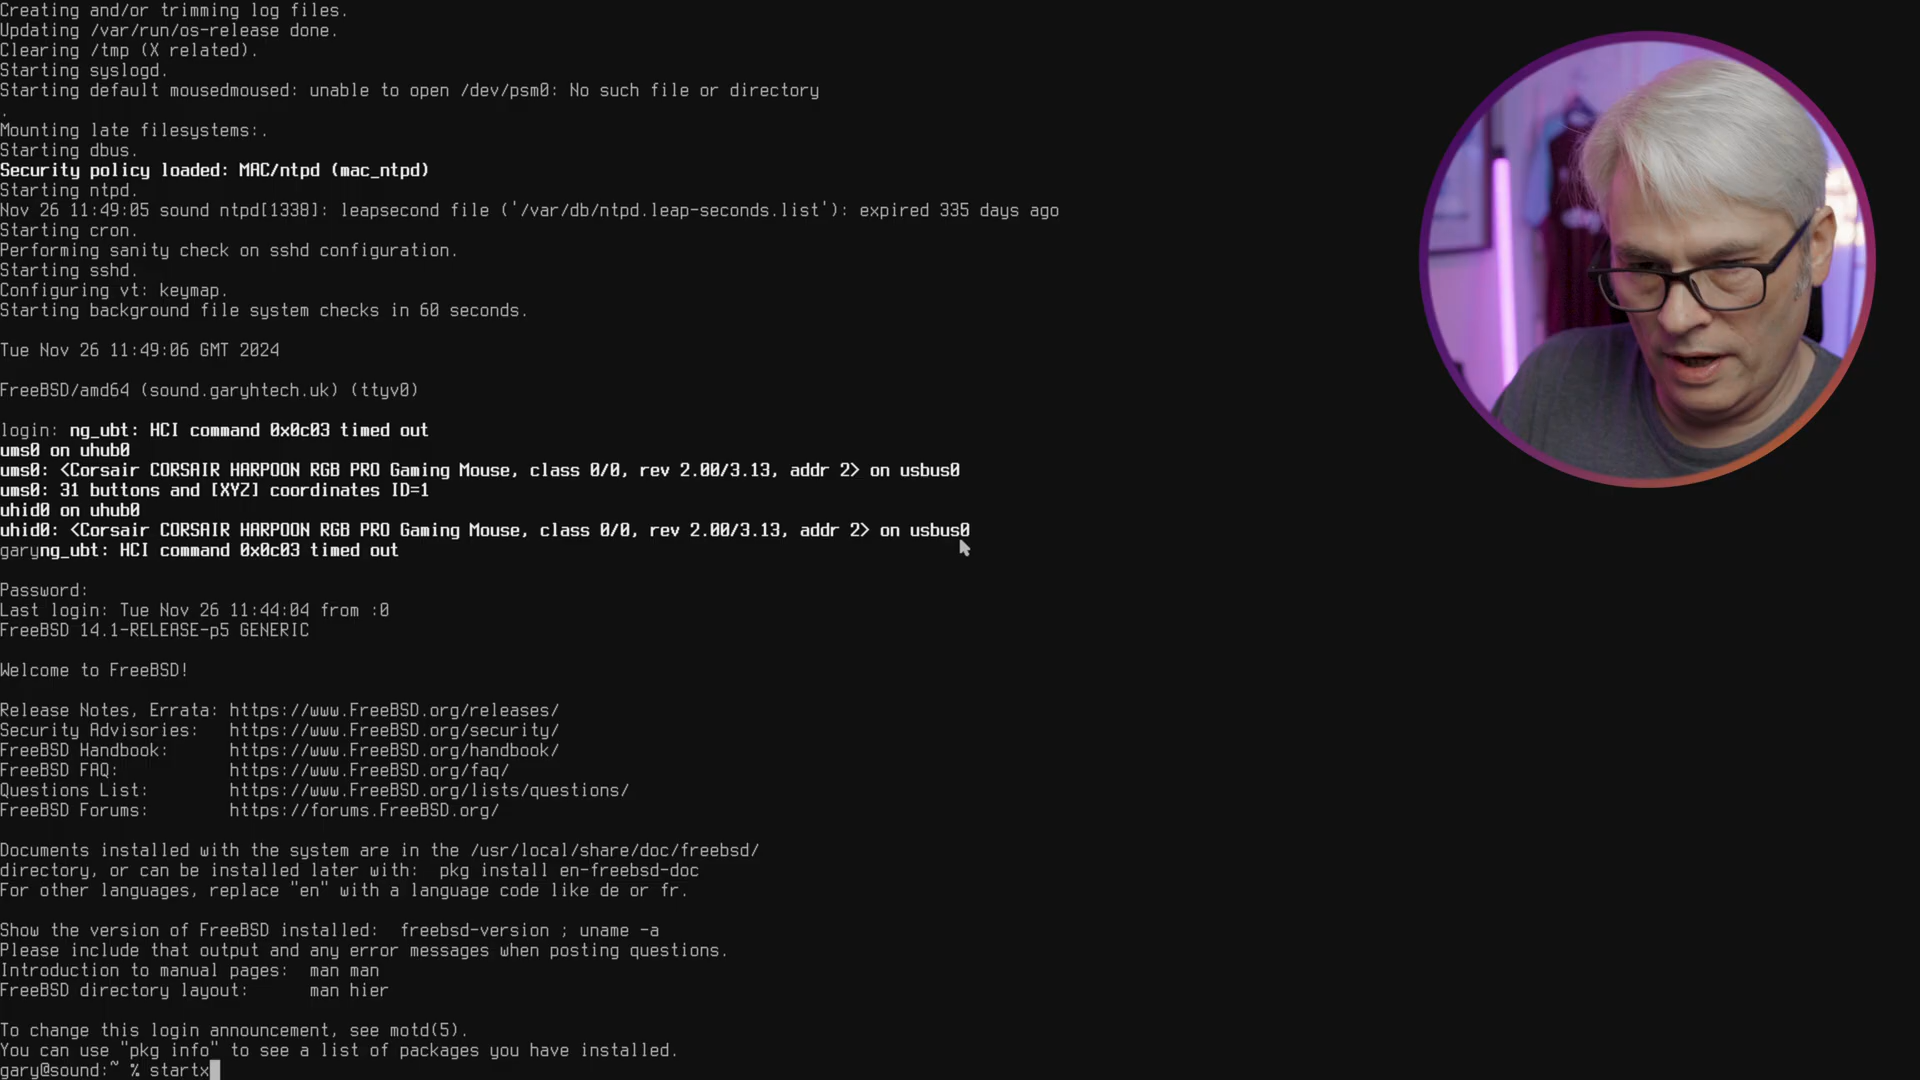 Creating and/or trimming log files.
Updating /var/run/os-release done.
Clearing /tmp (X related).
Starting syslogd.
Starting default mousedmoused: unable to open /dev/psm0: No such file or directory
.
Mounting late filesystems:.
Starting dbus.
Security policy loaded: MAC/ntpd (mac_ntpd)
Starting ntpd.
Nov 26 11:49:05 sound ntpd[1338]: leapsecond file ('/var/db/ntpd.leap-seconds.list'): expired 335 days ago
Starting cron.
Performing sanity check on sshd configuration.
Starting sshd.
Configuring vt: keymap.
Starting background file system checks in 60 seconds.
Tue Nov 26 11:49:06 GMT 2024
FreeBSD/amd64 (sound.garyhtech.uk) (ttyv0)
login: ng_ubt: HCI command 0x0c03 timed out
ums0 on uhub0
ums0: <Corsair CORSAIR HARPOON RGB PRO Gaming Mouse, class 0/0, rev 2.00/3.13, addr 2> on usbus0
ums0: 31 buttons and [XYZ] coordinates ID=1
uhid0 on uhub0
uhid0: <Corsair CORSAIR HARPOON RGB PRO Gaming Mouse, class 0/0, rev 2.00/3.13, addr 2> on usbus0
garyng_ubt: HCI command 0x0c03 timed out
Password:
Last login: Tue Nov 26 11:44:04 from :0
FreeBSD 14.1-RELEASE-p5 GENERIC
Welcome to FreeBSD!
Release Notes, Errata: https://www.FreeBSD.org/releases/
Security Advisories:   https://www.FreeBSD.org/security/
FreeBSD Handbook:      https://www.FreeBSD.org/handbook/
FreeBSD FAQ:           https://www.FreeBSD.org/faq/
Questions List:        https://www.FreeBSD.org/lists/questions/
FreeBSD Forums:        https://forums.FreeBSD.org/
Documents installed with the system are in the /usr/local/share/doc/freebsd/
directory, or can be installed later with:  pkg install en-freebsd-doc
For other languages, replace "en" with a language code like de or fr.
Show the version of FreeBSD installed:  freebsd-version ; uname -a
Please include that output and any error messages when posting questions.
Introduction to manual pages:  man man
FreeBSD directory layout:      man hier
To change this login announcement, see motd(5).
You can use "pkg info" to see a list of packages you have installed.
gary@sound:~ % startx